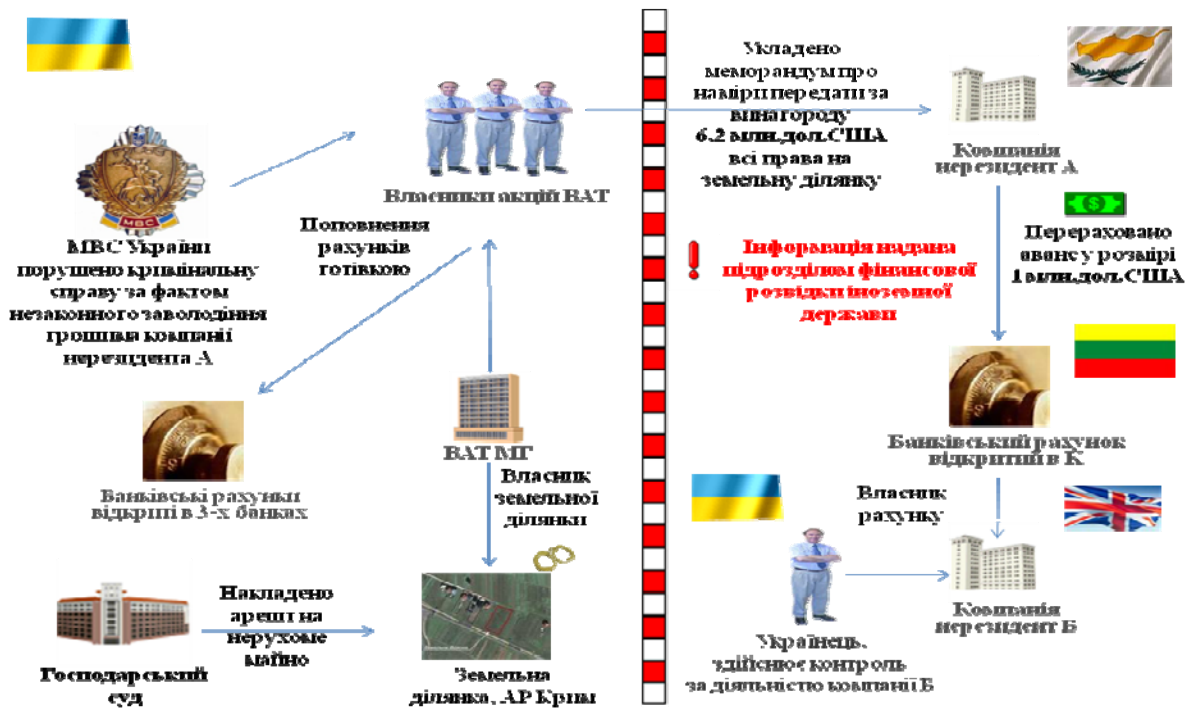 Укладено
меморандум про
наміри передати за
винагороду
6.2 млн.дол.США
всі права на
земельну ділянку
Компанія
нерезидент А
Власники акцій ВАТ
МВС
МВС України
порушено кримінальну
справу за фактом
незаконного заволодіння
грошима компанії
нерезидента А
Поповнення
рахунків
готівкою
Інформація надана
підрозділом фінансової
розвідки іноземної
держави
$
Перераховано
аванс у розмірі
1 млн.дол.США
ВАТ МГ
Банківський рахунок
відкритий в К
Банківські рахунки
відкриті в 3-х банках
Власник
земельної
ділянки
Власник
рахунку
Накладено
арешт на
нерухоме
майно
Компанія
нерезидент Б
Господарський
суд
Земельна
ділянка, АР Крим
Українець,
здійснює контроль
за діяльністю компанії Б